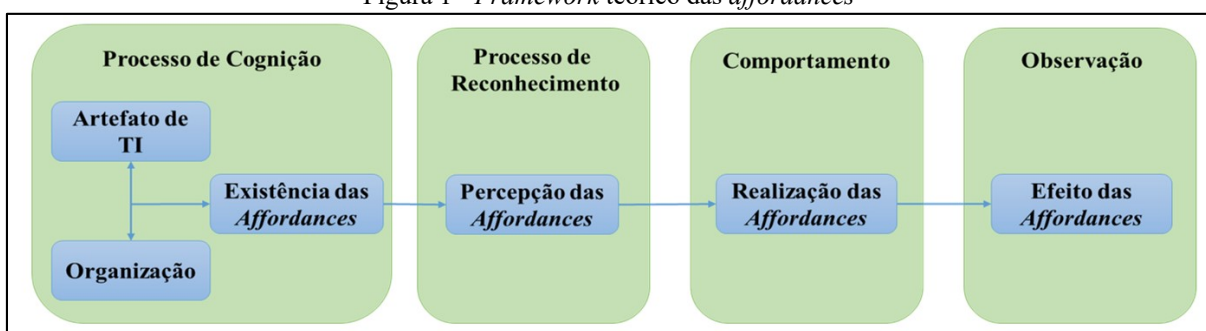 Figura 1 - Framework teórico das affordances
Processo de Cognição
Artefato de
TI
Existência das
Affordances
Organização
Processo de
Reconhecimento
Percepção das
Affordances
Comportamento
Realização das
Affordances
Observação
Efeito das
Affordances